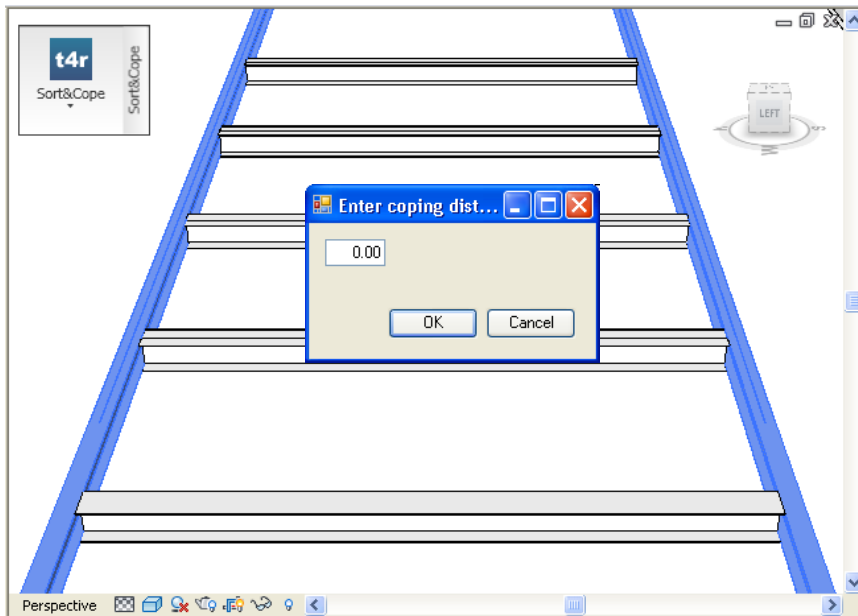 t4r
Sort&Cope
Sort&Cope
LEFT
Enter coping dist...
0.00
OK
Cancel
Perspective